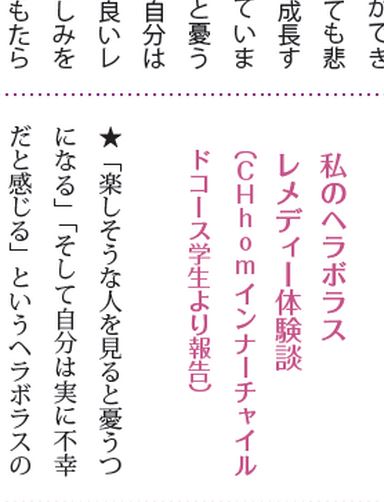 ができ
ても悲
成長す
ていま
と憂う
自分は
良いレ
しみを
もたら
私のヘラボラス
レメディー体験談
（CHhomインナーチャイル
ドコース学生より報告）
★「楽しそうな人を見ると憂うつ
になる」「そして自分は実に不幸
だと感じる」というヘラボラスの